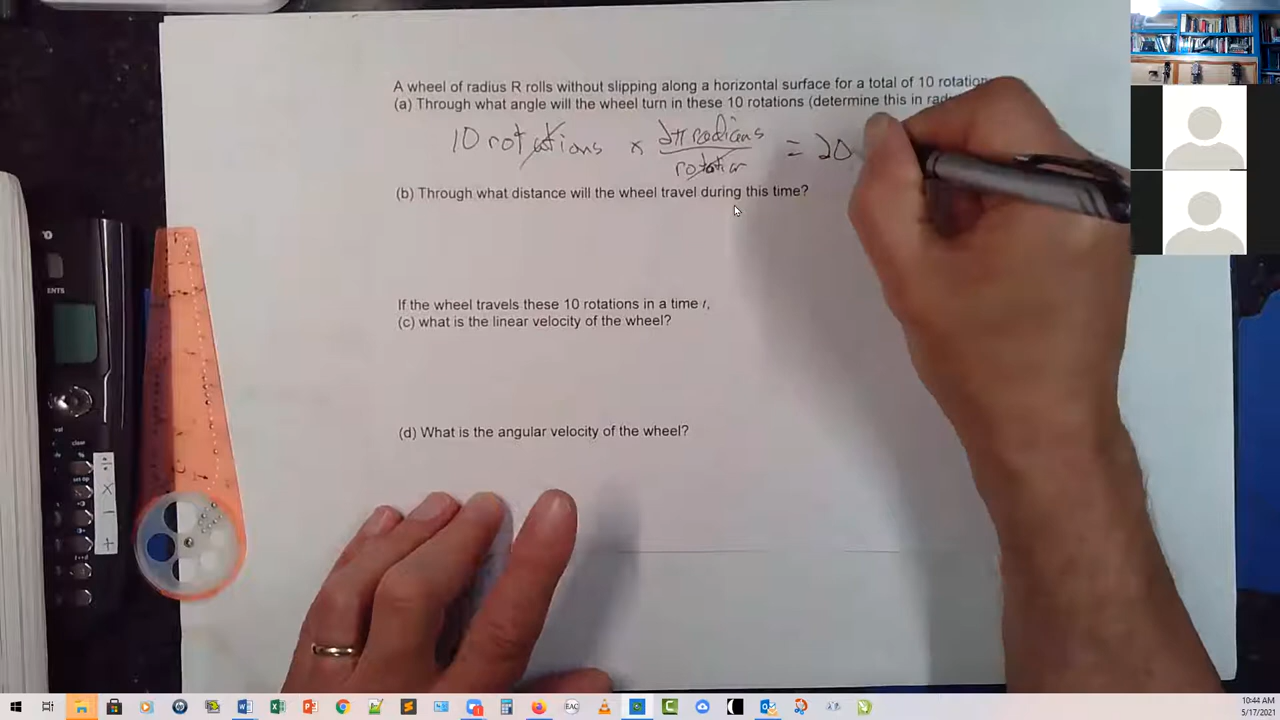 A wheel of radius R rolls without slipping along a horizontal surface for a total of 10
(a) Through what angle will the wheel turn in these 10 rotations (determine this in
10 rotations × 2π radians = 20
rotation
(b) Through what distance will the wheel travel during this time?
If the wheel travels these 10 rotations in a time t,
(c) what is the linear velocity of the wheel?
(d) What is the angular velocity of the wheel?
ENTS
÷
×
-
+
EAC
10:44 AM
5/17/2021